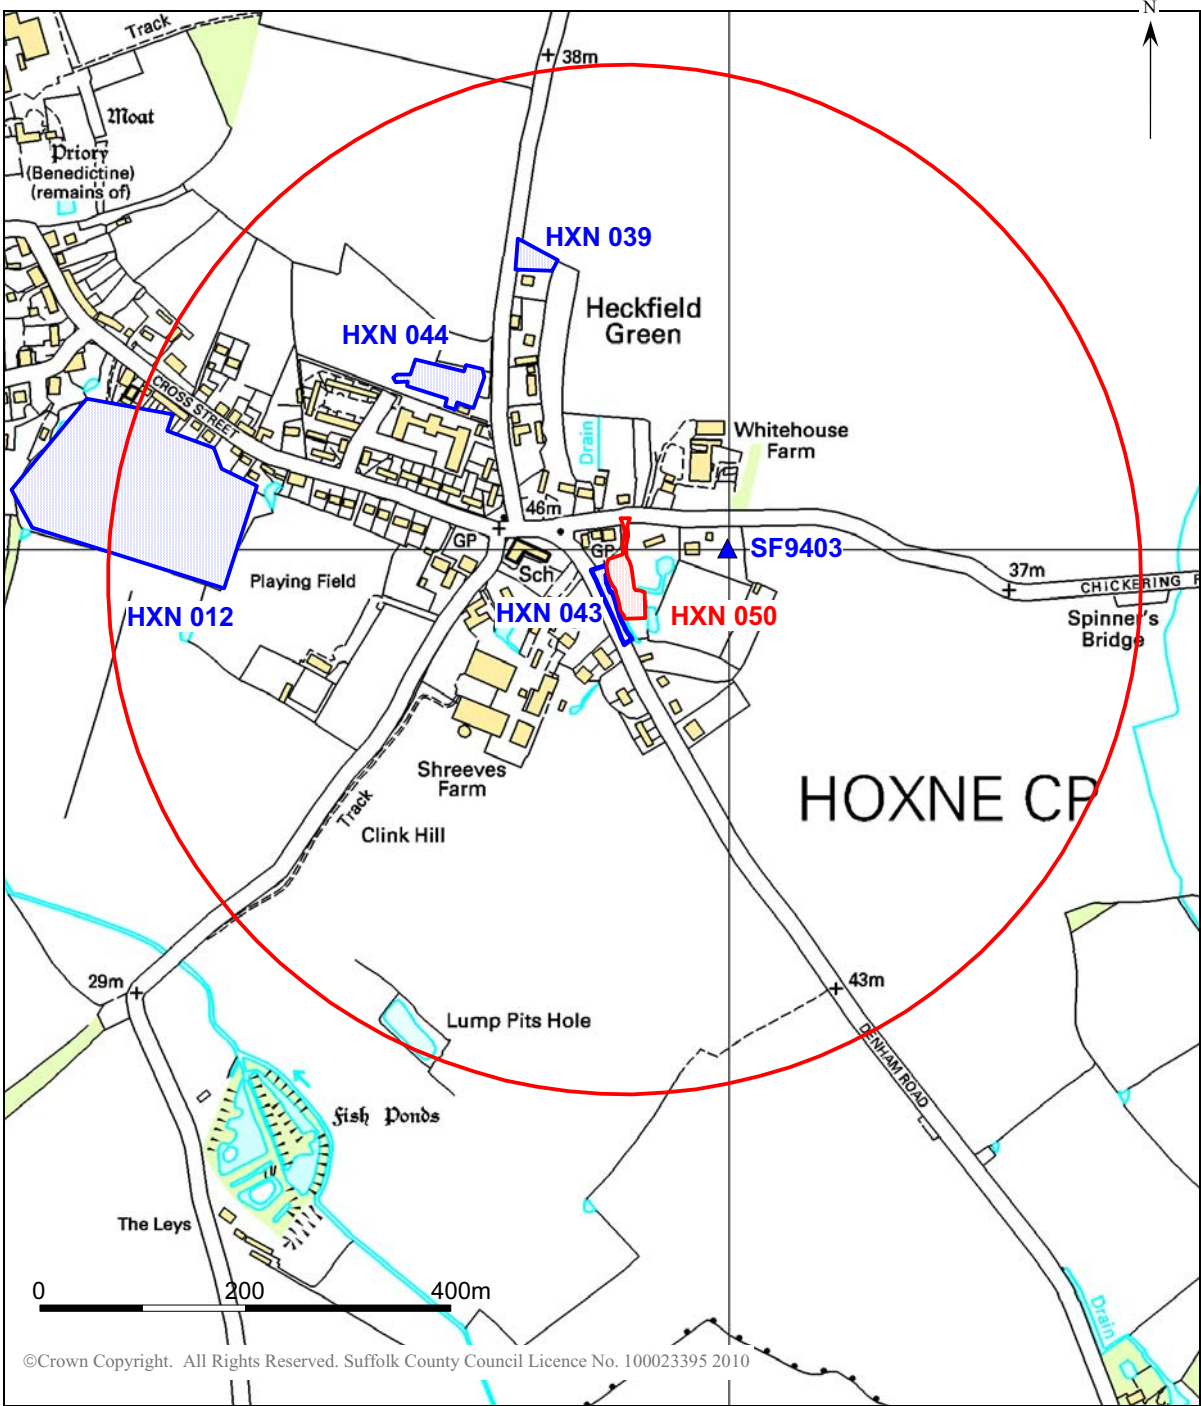 N
Track
38m
Moat
Priory
(Benedictine)
(remains of)
HXN 039
Heckfield
Green
HXN 044
CROSS STREET
Drain
Whitehouse
Farm
46m
GP
GP
SF9403
Sch
Playing Field
37m
CHICKERING
HXN 043
HXN 050
HXN 012
Spinner's
Bridge
Shreeves
Farm
HOXNE CP
Track
Clink Hill
29m
43m
Lump Pits Hole
DENHAM ROAD
Fish Ponds
The Leys
0 200 400m
Drain
©Crown Copyright. All Rights Reserved. Suffolk County Council Licence No. 100023395 2010